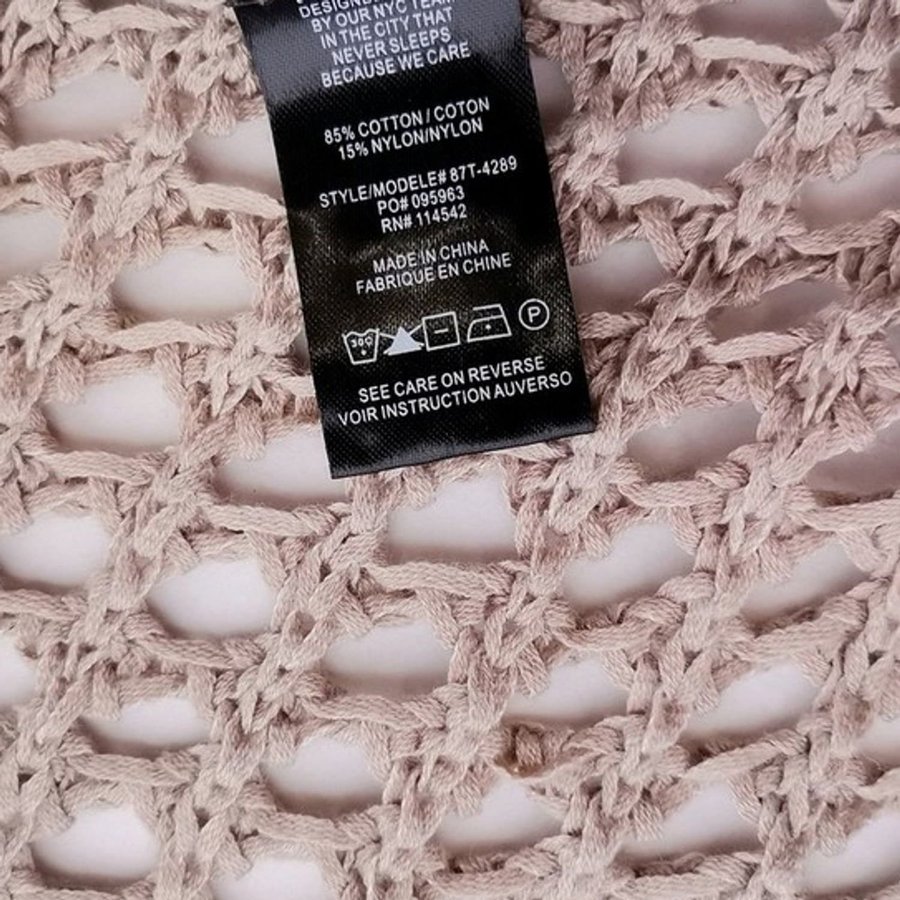 DESIGNED
BY OUR NYC TEAM
IN THE CITY THAT
NEVER SLEEPS
BECAUSE WE CARE
85% COTTON / COTON
15% NYLON/NYLON
STYLE/MODELE# 87T-4289
PO# 095963
RN# 114542
MADE IN CHINA
FABRIQUE EN CHINE
30C
P
SEE CARE ON REVERSE
VOIR INSTRUCTION AUVERSO